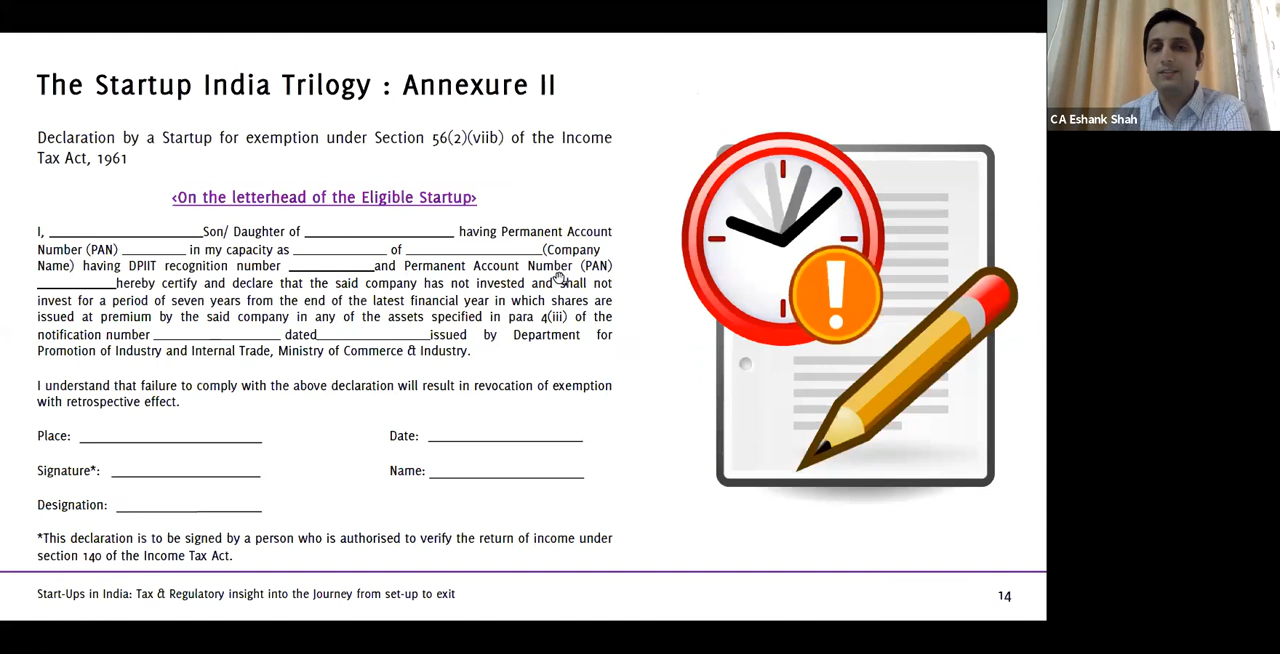 The Startup India Trilogy : Annexure II
CA Eshank Shah
Declaration by a Startup for exemption under Section 56(2)(viib) of the Income
Tax Act, 1961
<On the letterhead of the Eligible Startup>
I, ____________________Son/ Daughter of ____________________ having Permanent Account
Number (PAN) _________ in my capacity as _____________ of __________________(Company
Name) having DPIIT recognition number ____________and Permanent Account Number (PAN)
___________hereby certify and declare that the said company has not invested and shall not
invest for a period of seven years from the end of the latest financial year in which shares are
issued at premium by the said company in any of the assets specified in para 4(iii) of the
notification number _________________ dated_______________issued by Department for
Promotion of Industry and Internal Trade, Ministry of Commerce & Industry.
I understand that failure to comply with the above declaration will result in revocation of exemption
with retrospective effect.
Place: ________________________ Date: ____________________
Signature*: ____________________ Name: ____________________
Designation: ___________________
*This declaration is to be signed by a person who is authorised to verify the return of income under
section 140 of the Income Tax Act.
Start-Ups in India: Tax & Regulatory insight into the Journey from set-up to exit 14